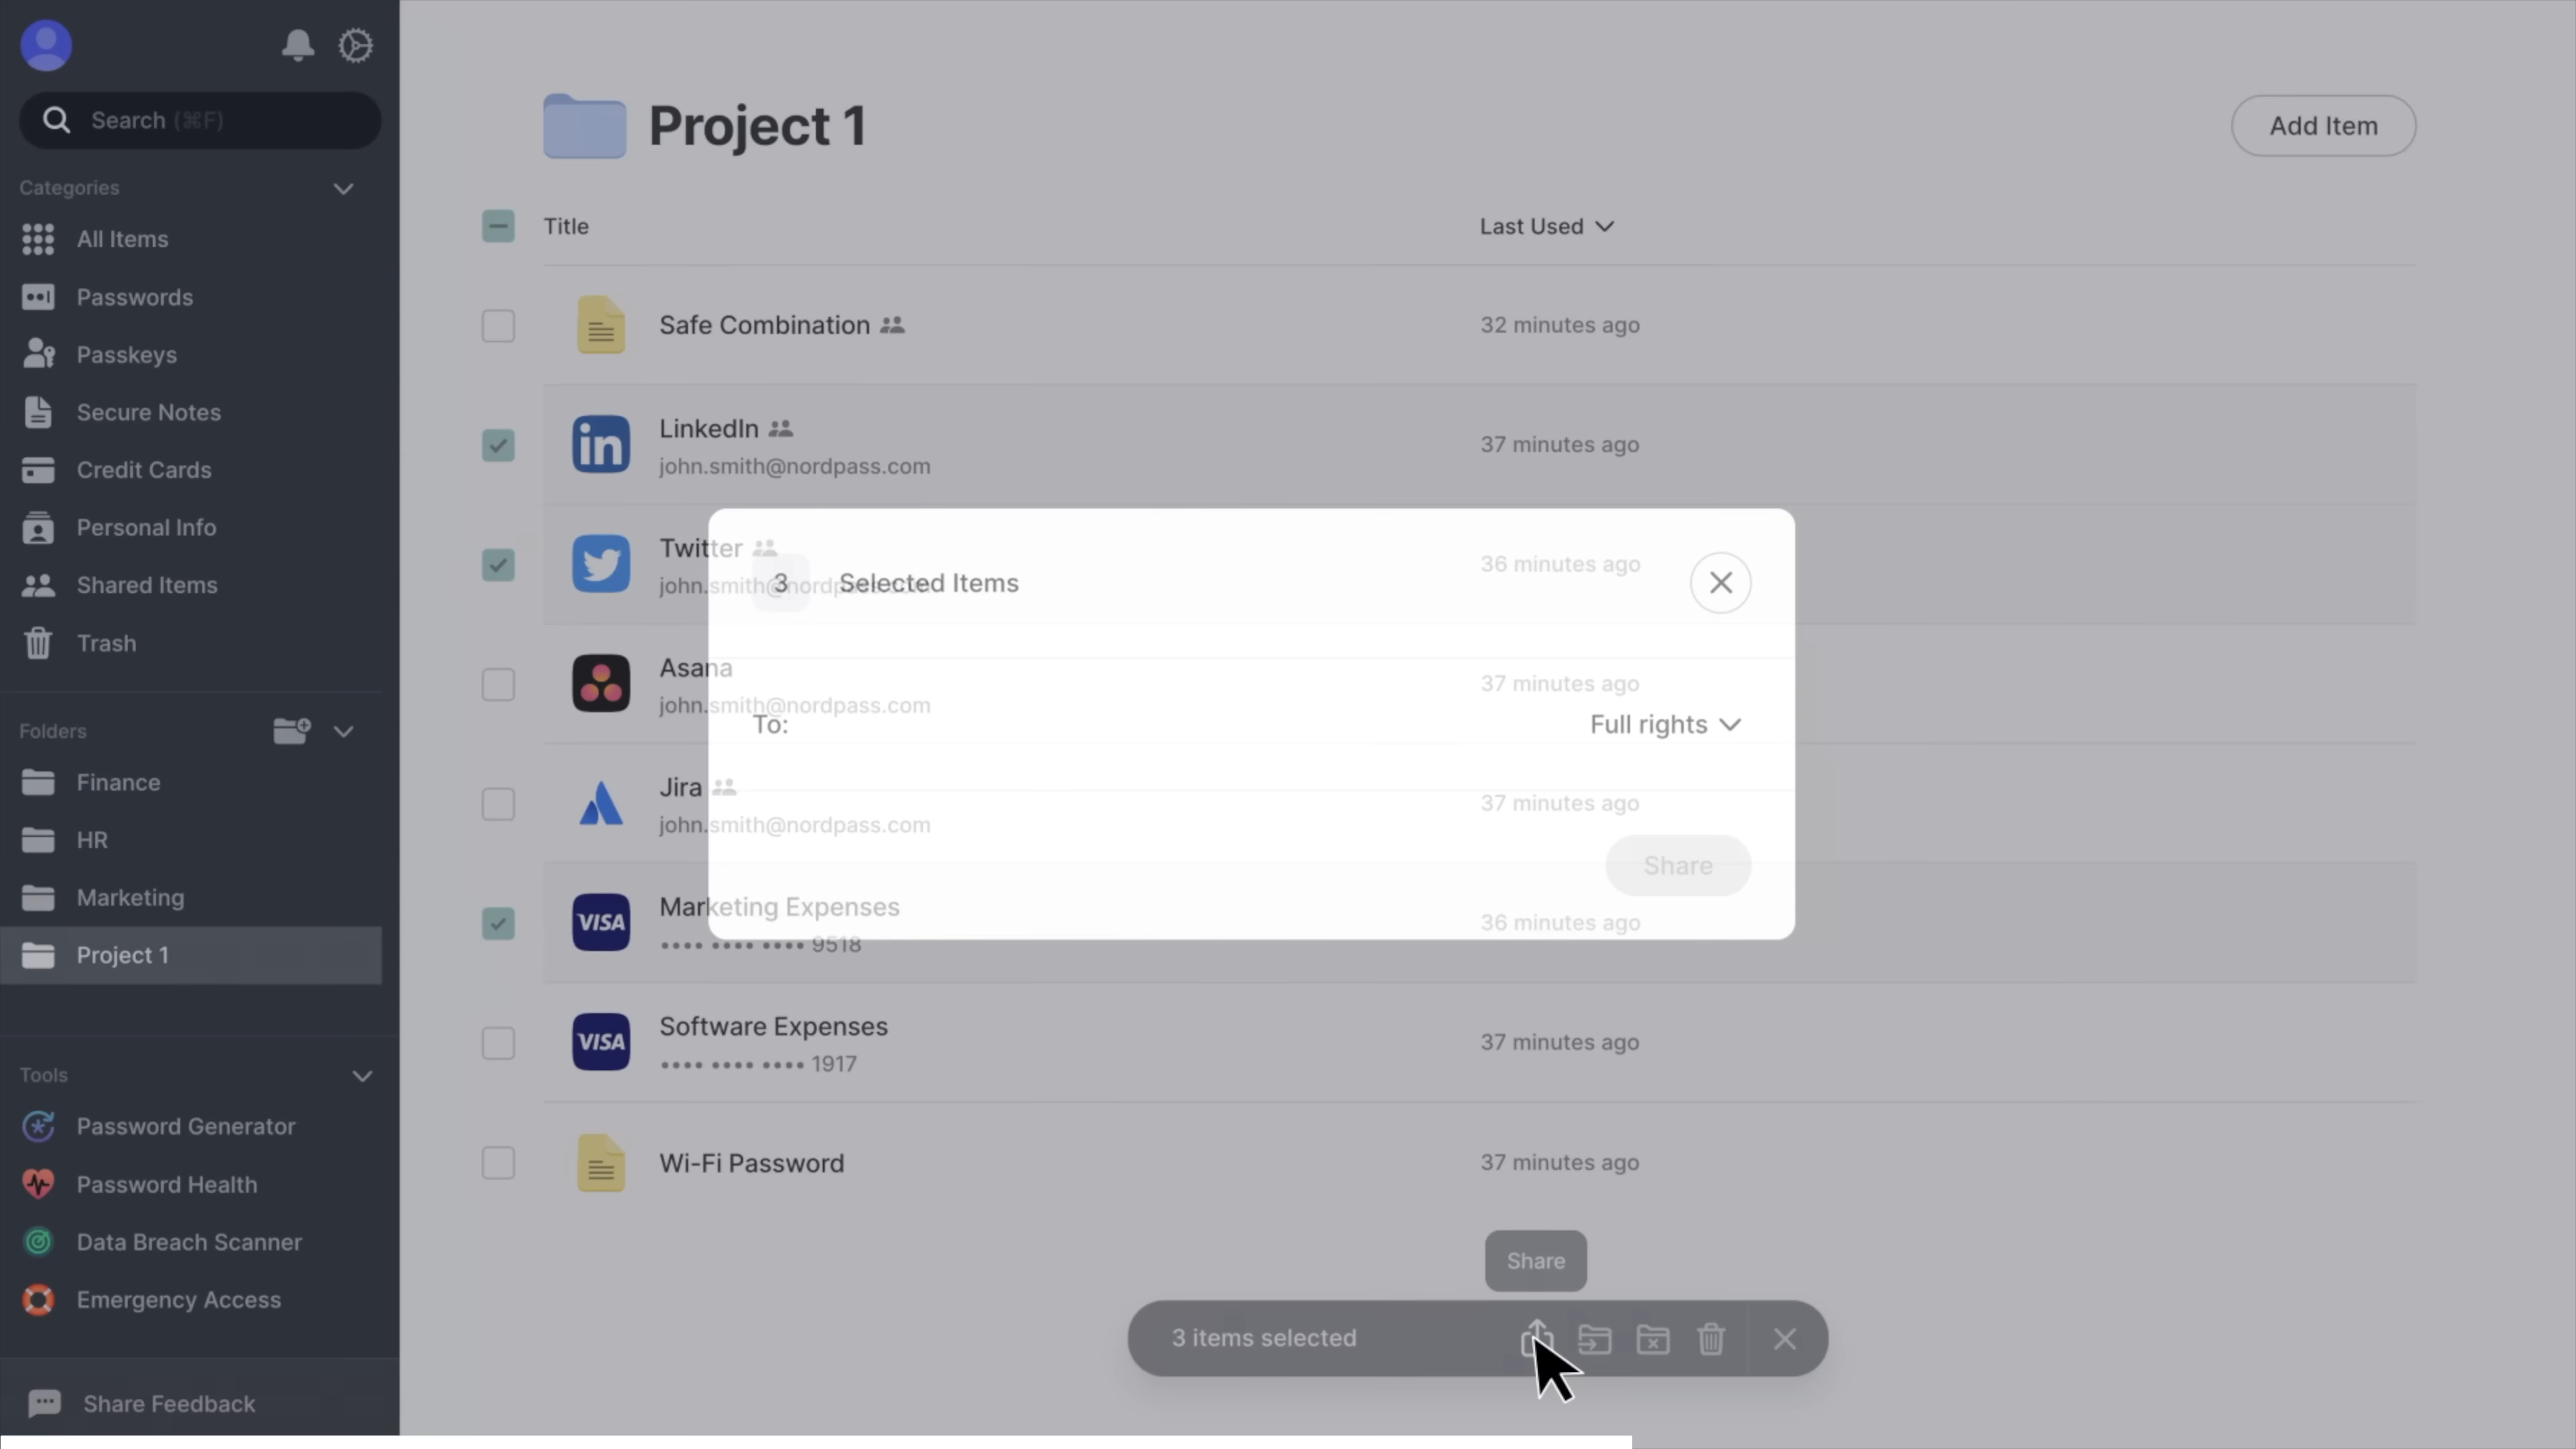 Search (⌘F)
Categories
All Items
Passwords
Passkeys
Secure Notes
Credit Cards
Personal Info
Shared Items
Trash
Folders
Finance
HR
Marketing
Project 1
Tools
Password Generator
Password Health
Data Breach Scanner
Emergency Access
Share Feedback
Project 1
Add Item
Title
Last Used
Safe Combination
32 minutes ago
in
LinkedIn
john.smith@nordpass.com
37 minutes ago
Twitter
john.smith@nordpass.com
36 minutes ago
3
Selected Items
Asana
john.smith@nordpass.com
37 minutes ago
To:
Full rights
Jira
john.smith@nordpass.com
37 minutes ago
Share
VISA
Marketing Expenses
•••• •••• •••• 9518
36 minutes ago
VISA
Software Expenses
•••• •••• •••• 1917
37 minutes ago
Wi-Fi Password
37 minutes ago
Share
3 items selected